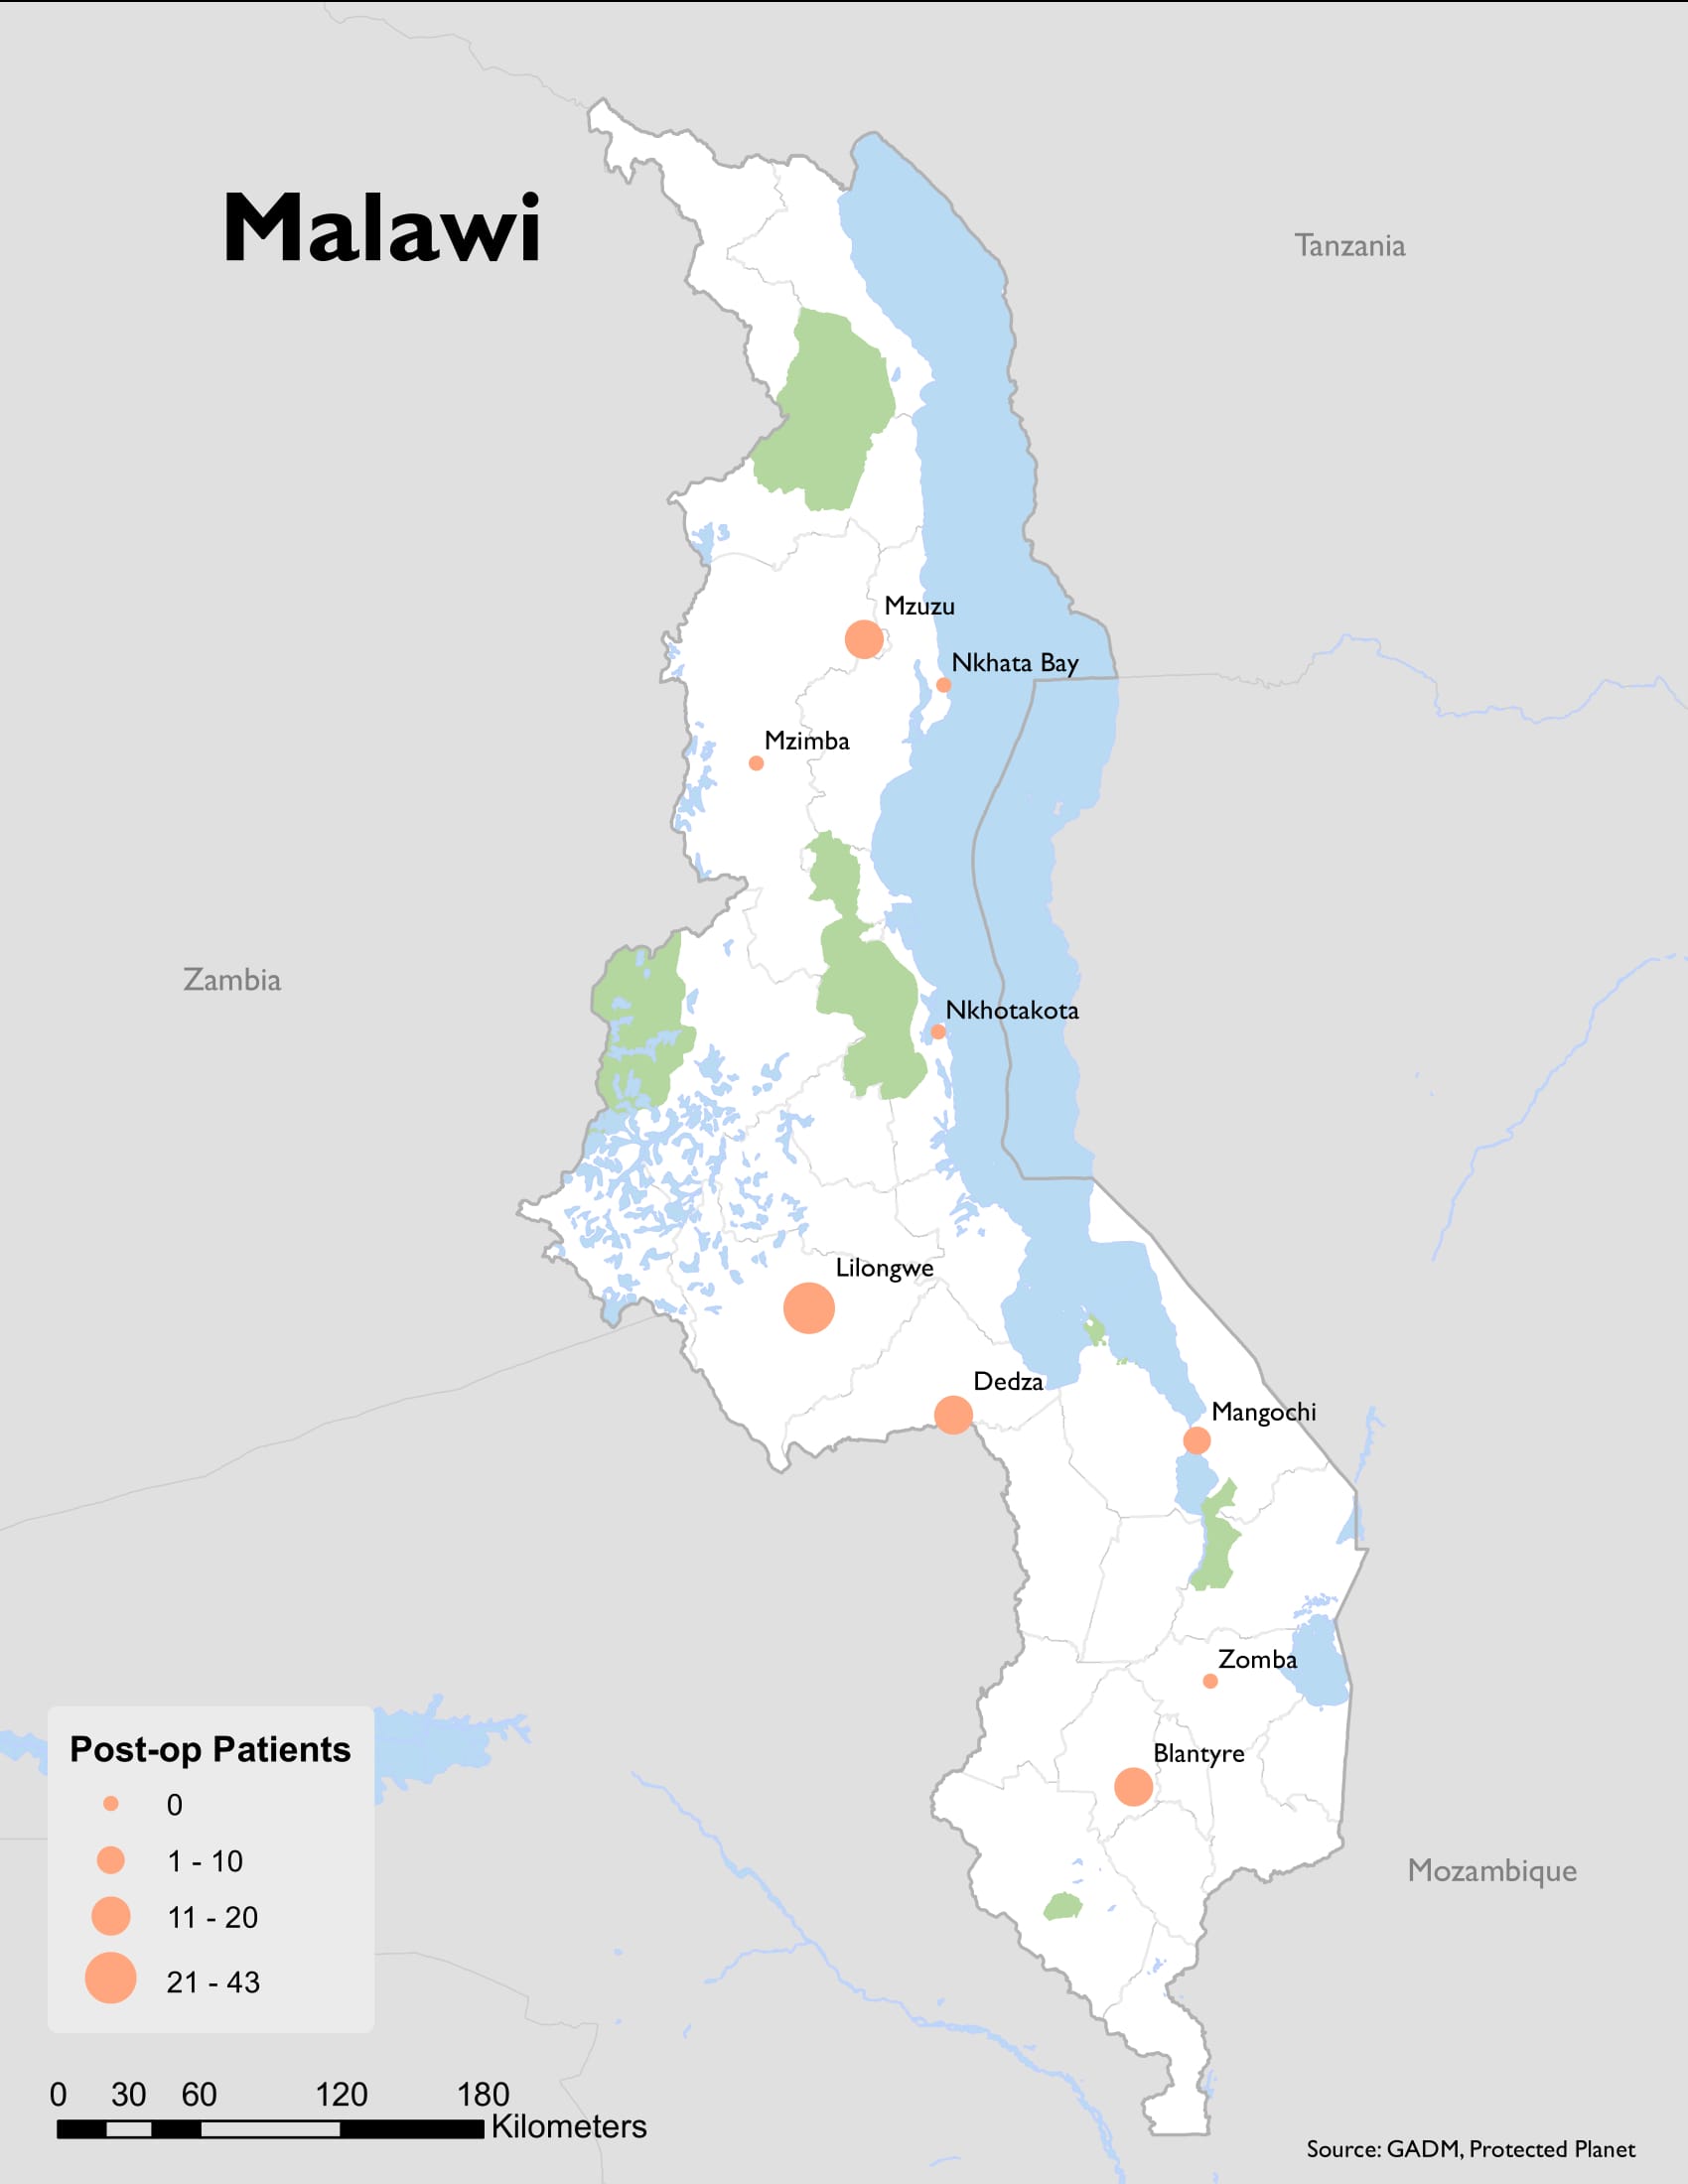 Malawi
Tanzania
Mzuzu
Nkhata Bay
Mzimba
Zambia
Nkhotakota
Lilongwe
Dedza
Mangochi
Zomba
Blantyre
Mozambique
Post-op Patients
0
1 - 10
11 - 20
21 - 43
0 30 60 120 180
Kilometers
Source: GADM, Protected Planet